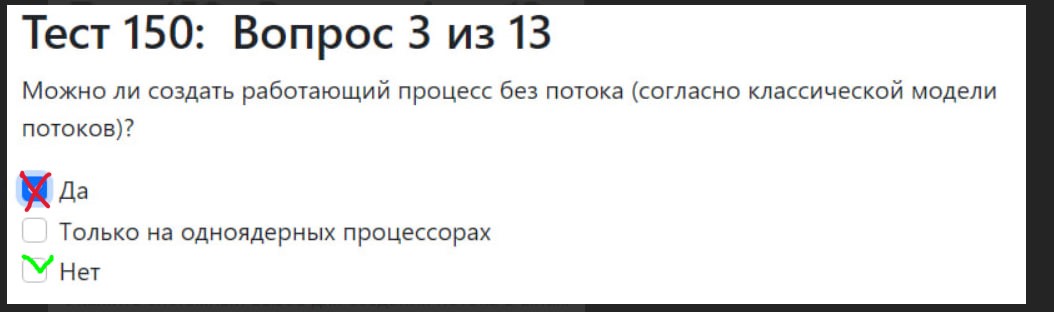 Тест 150: Вопрос 3 из 13
Можно ли создать работающий процесс без потока (согласно классической модели
потоков)?
Да
Только на одноядерных процессорах
Нет